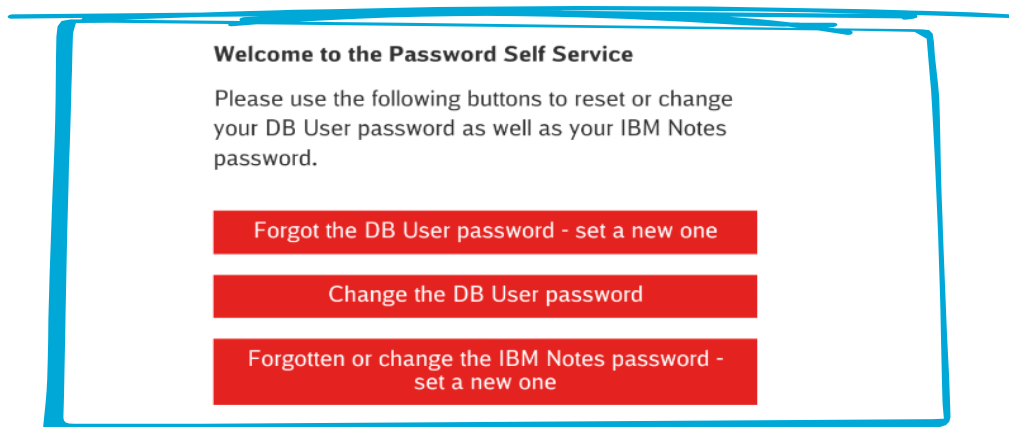 Welcome to the Password Self Service
Please use the following buttons to reset or change
your DB User password as well as your IBM Notes
password.
Forgot the DB User password - set a new one
Change the DB User password
Forgotten or change the IBM Notes password -
set a new one